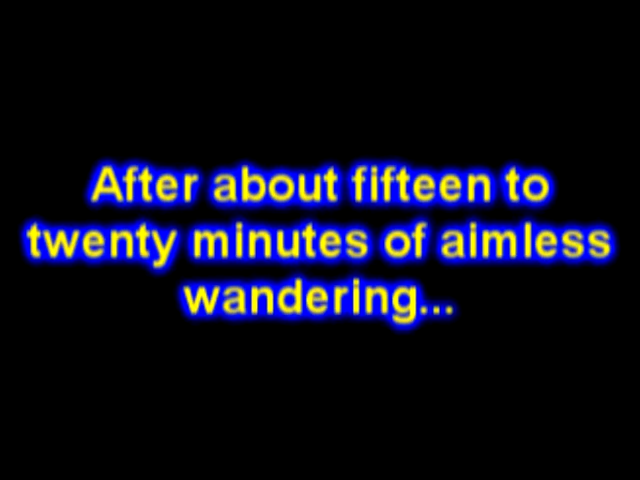 After about fifteen to
twenty minutes of aimless
wandering...